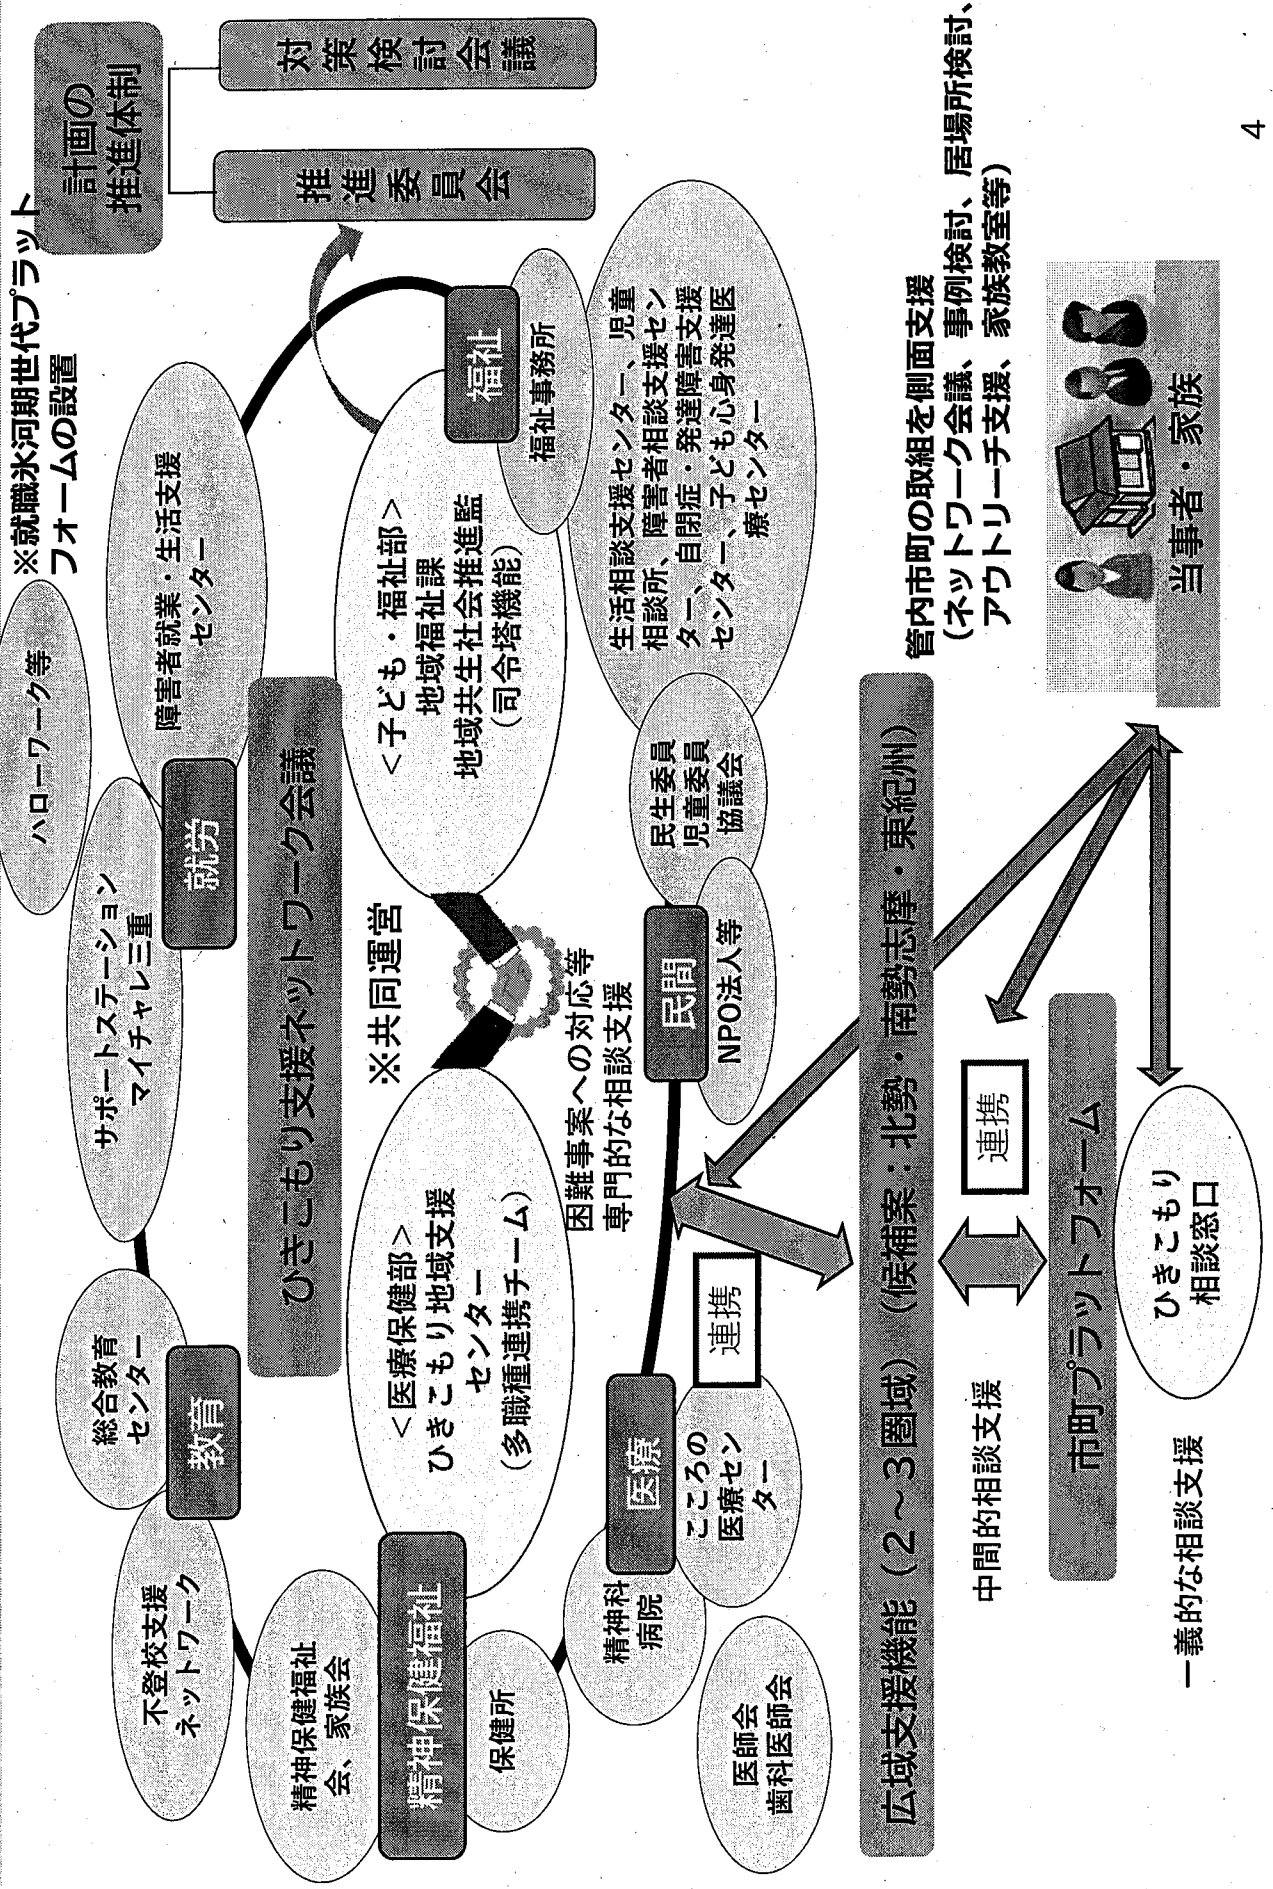 ※就職氷河期世代プラット
フォームの設置
計画の
推進体制
推進委員会
対策検討会議
ハローワーク等
サポートステーション
マイチャレ三重
障害者就業・生活支援
センター
就労
総合教育
センター
教育
不登校支援
ネットワーク
ひきこもり支援ネットワーク会議
精神保健福祉
会、家族会
精神保健福祉
保健所
<医療保健部>
ひきこもり地域支援
センター
(多職種連携チーム)
※共同運営
<子ども・福祉部>
地域福祉課
地域共生社会推進監
(司令塔機能)
福祉
福祉事務所
生活相談支援センター、児童
相談所、障害者相談支援セン
ター、自閉症・発達障害支援
センター、子ども心身発達医
療センター
困難事案への対応等
専門的な相談支援
民生委員
児童委員
協議会
民間
NPO法人等
精神科
病院
医療
こころの
医療セン
ター
医師会
歯科医師会
連携
広域支援機能(2~3圏域)(候補案:北勢・南勢志摩・東紀州)
管内市町の取組を側面支援
(ネットワーク会議、事例検討、居場所検討、
アウトリーチ支援、家族教室等)
中間的相談支援
連携
市町プラットフォーム
一義的な相談支援
ひきこもり
相談窓口
当事者・家族
4